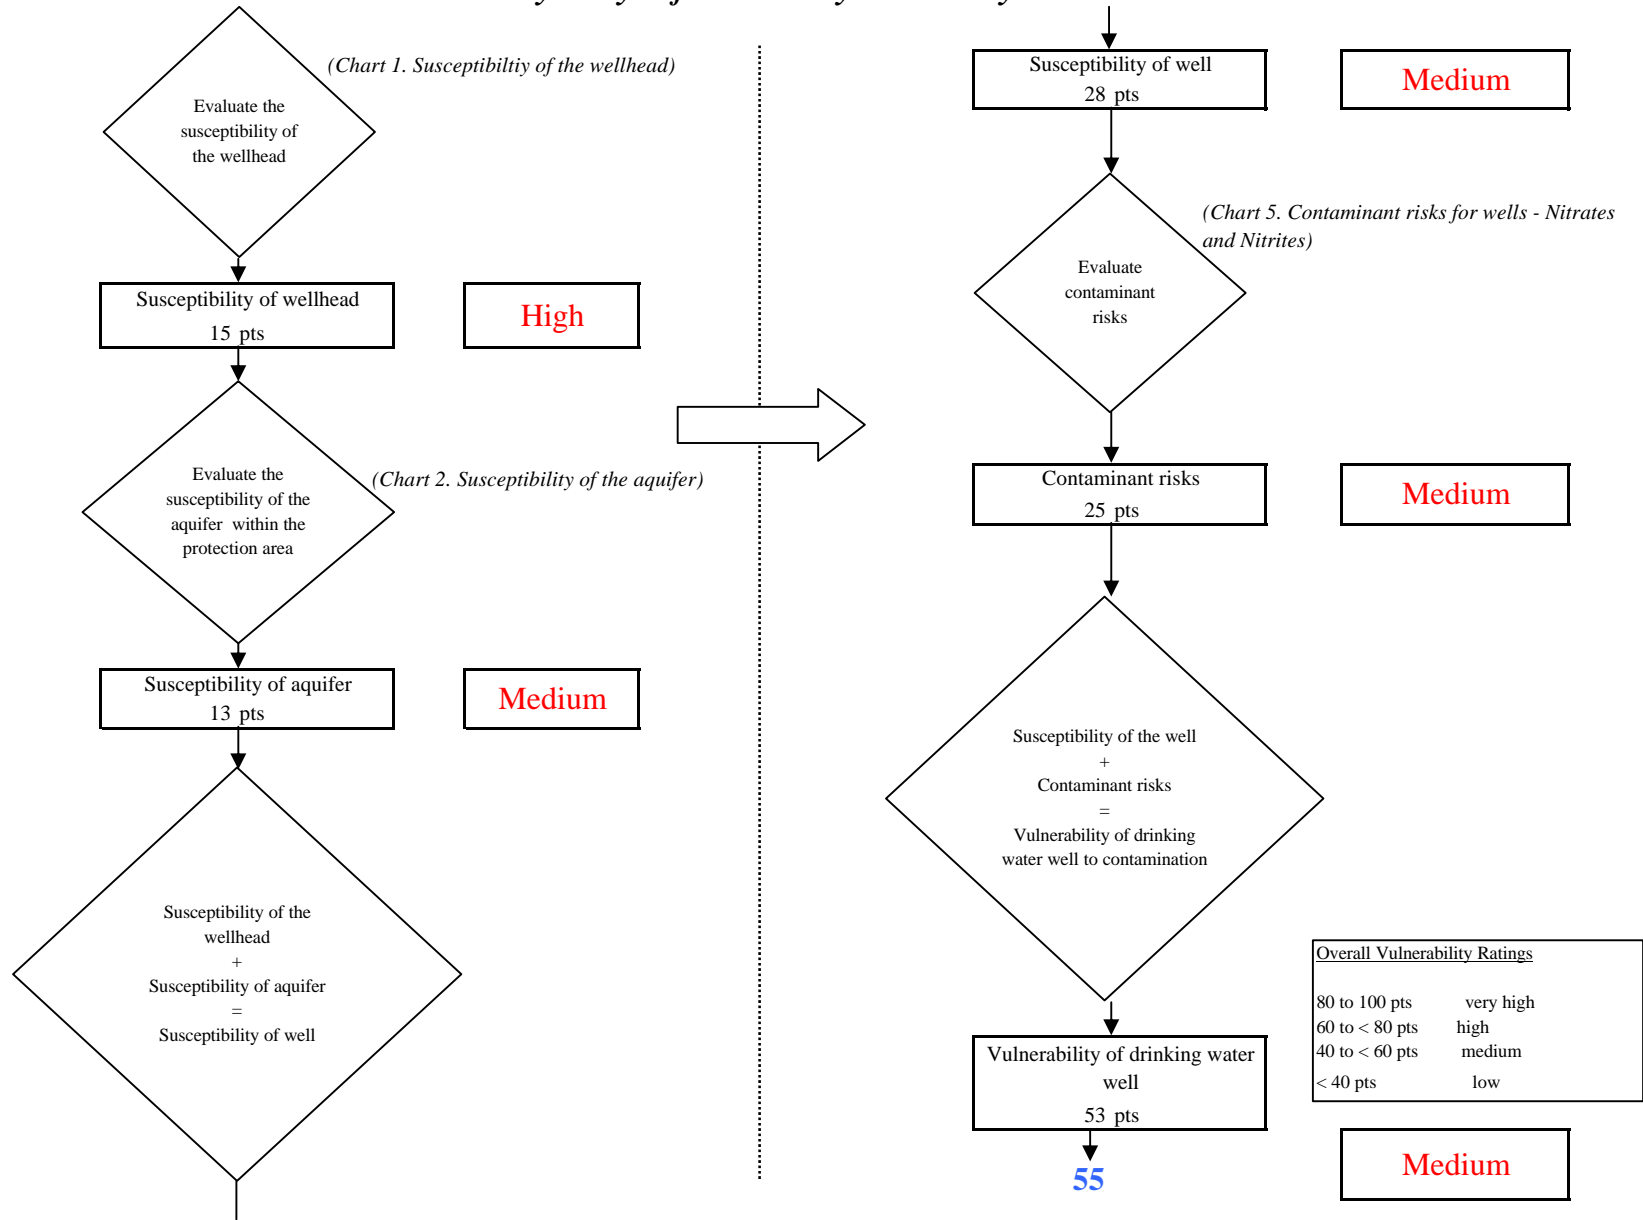 (Chart 1. Susceptibiltiy of the wellhead)
Evaluate the
susceptibility of
the wellhead
Susceptibility of wellhead
15 pts
High
Evaluate the
susceptibility of the
aquifer within the
protection area
(Chart 2. Susceptibility of the aquifer)
Susceptibility of aquifer
13 pts
Medium
Susceptibility of the
wellhead
+
Susceptibility of aquifer
=
Susceptibility of well
Susceptibility of well
28 pts
Medium
(Chart 5. Contaminant risks for wells - Nitrates
and Nitrites)
Evaluate
contaminant
risks
Contaminant risks
25 pts
Medium
Susceptibility of the well
+
Contaminant risks
=
Vulnerability of drinking
water well to contamination
Overall Vulnerability Ratings
80 to 100 pts very high
60 to < 80 pts high
40 to < 60 pts medium
< 40 pts low
Vulnerability of drinking water
well
53 pts
55
Medium